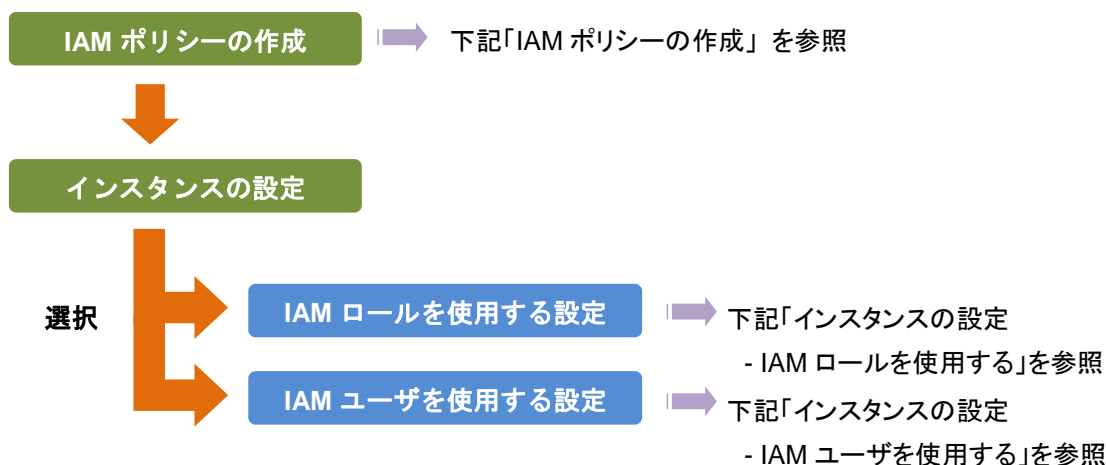 IAM ポリシーの作成
下記「IAM ポリシーの作成」を参照
インスタンスの設定
選択
IAM ロールを使用する設定
下記「インスタンスの設定
- IAM ロールを使用する」を参照
IAM ユーザを使用する設定
下記「インスタンスの設定
- IAM ユーザを使用する」を参照